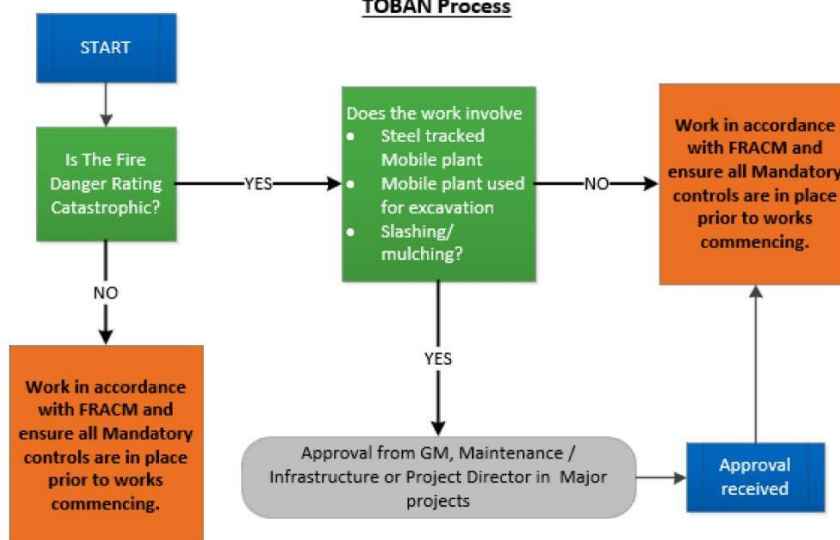 TOBAN Process
START
Is The Fire
Danger Rating
Catastrophic?
YES
Does the work involve
● Steel tracked
Mobile plant
● Mobile plant used
for excavation
● Slashing/
mulching?
NO
Work in accordance
with FRACM and
ensure all Mandatory
controls are in place
prior to works
commencing.
NO
Work in accordance
with FRACM and
ensure all Mandatory
controls are in place
prior to works
commencing.
YES
Approval from GM, Maintenance /
Infrastructure or Project Director in Major
projects
Approval
received